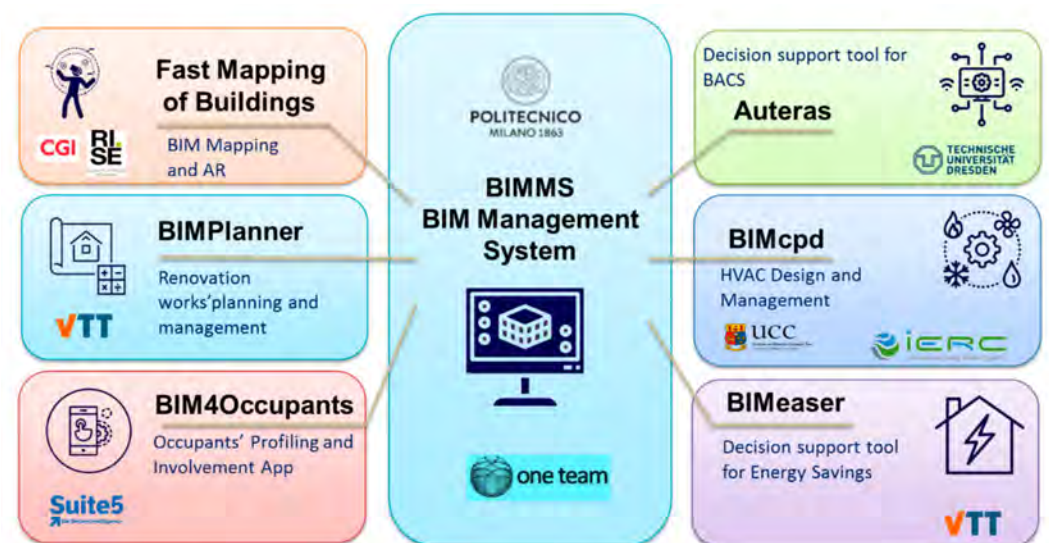 Fast Mapping
of Buildings
CGI
RI.
SE
BIM Mapping
and AR
BIMPlanner
Renovation
works'planning and
management
VTT
BIM4Occupants
Occupants' Profiling and
Involvement App
Suite5
POLITECNICO
MILANO 1863
BIMMS
BIM Management
System
one team
Decision support tool for
BACS
Auteras
TECHNISCHE
UNIVERSITÄT
DRESDEN
BIMcpd
HVAC Design and
Management
UCC
iERC
BIMeaser
Decision support tool
for Energy Savings
VTT